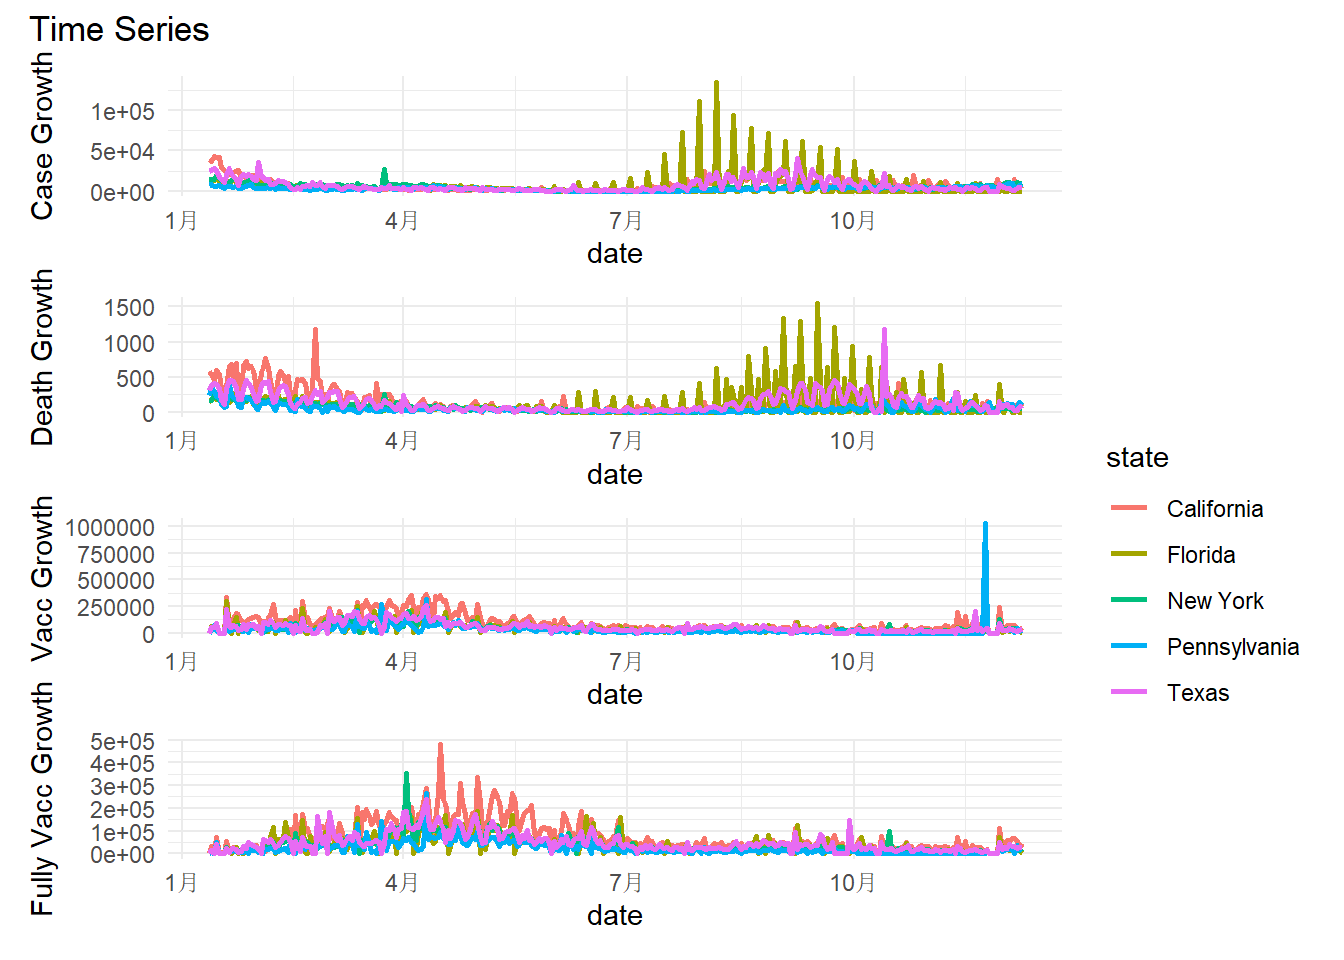 Time Series
Case Growth
1e+05
5e+04
0e+00
1月 4月 7月 10月
date
Death Growth
1500
1000
500
0
1月 4月 7月 10月
date
Vacc Growth
1000000
750000
500000
250000
0
1月 4月 7月 10月
date
Fully Vacc Growth
5e+05
4e+05
3e+05
2e+05
1e+05
0e+00
1月 4月 7月 10月
date
state
California
Florida
New York
Pennsylvania
Texas